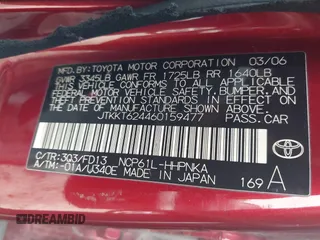 MFD.BY:TOYOTA MOTOR CORPORATION 03/06
GVWR 3345LB GAWR FR 1725LB RR 1640LB
THIS VEHICLE CONFORMS TO ALL APPLICABLE
FEDERAL MOTOR VEHICLE SAFETY, BUMPER, AND
THEFT PREVENTION STANDARDS IN EFFECT ON THE DATE
OF MANUFACTURE SHOWN ABOVE.
JTKKT624460159477 PASS.CAR
C/TR:3Q3/FD13 NCP61L-HHPNKA
A/TM:-01A/U340E MADE IN JAPAN
169 A
TOYOTA
DREAMBID